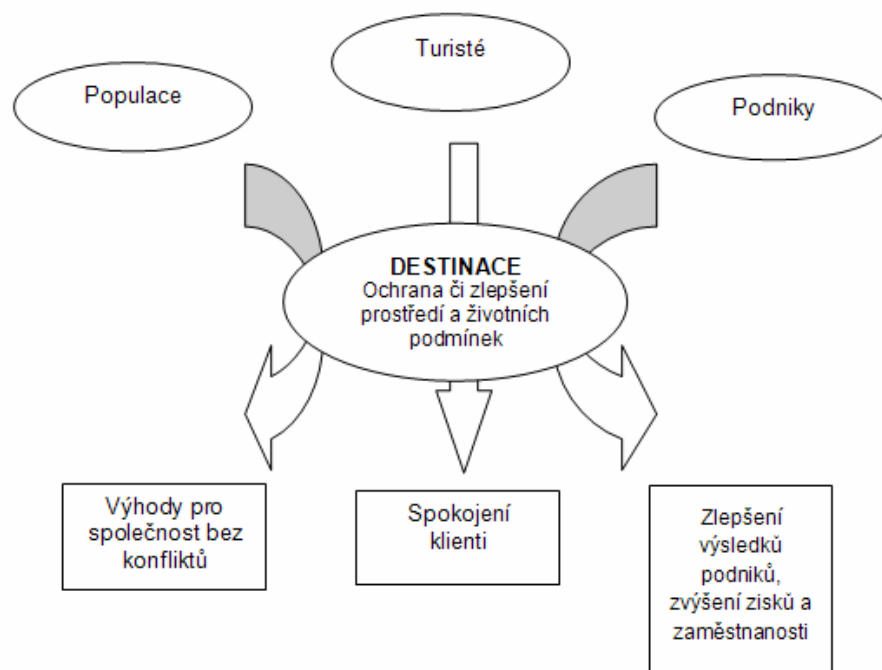 Turisté
Populace
Podniky
DESTINACE
Ochrana či zlepšení
prostředí a životních
podmínek
Výhody pro
společnost bez
konfliktů
Spokojení
klienti
Zlepšení
výsledků
podniků,
zvýšení zisků a
zaměstnanosti